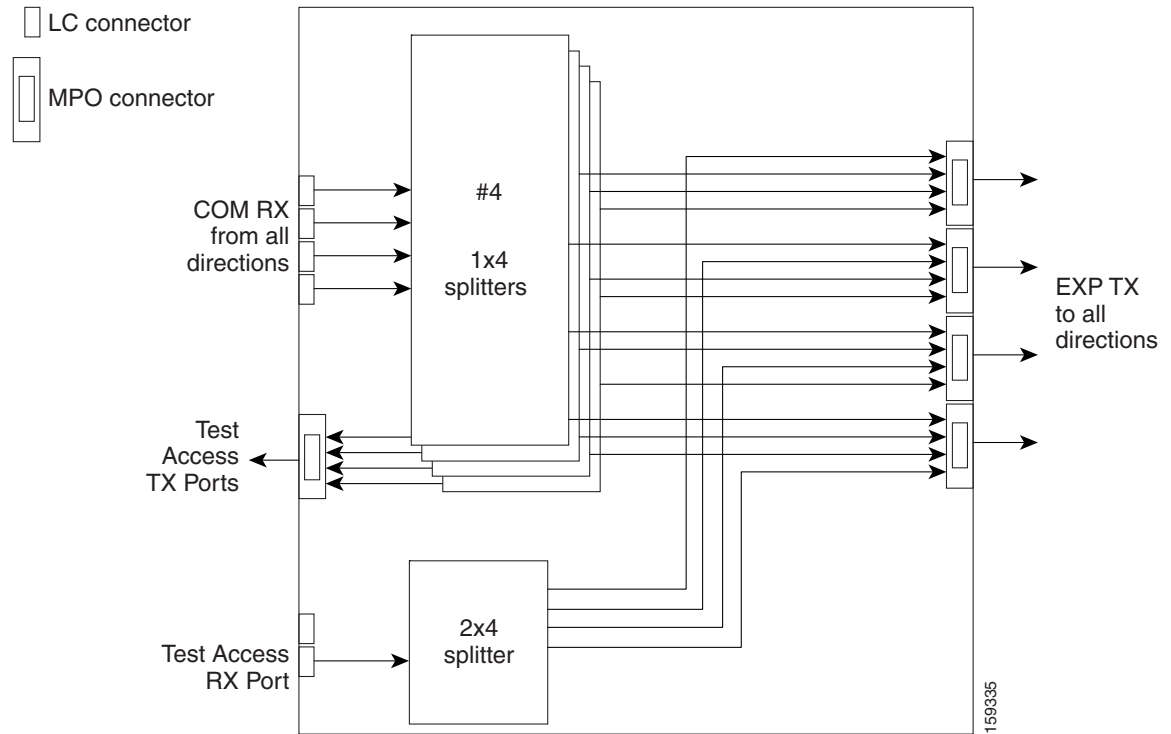 LC connector
MPO connector
#4
1x4
splitters
COM RX
from all
directions
EXP TX
to all
directions
Test
Access
TX Ports
2x4
splitter
Test Access
RX Port
159335